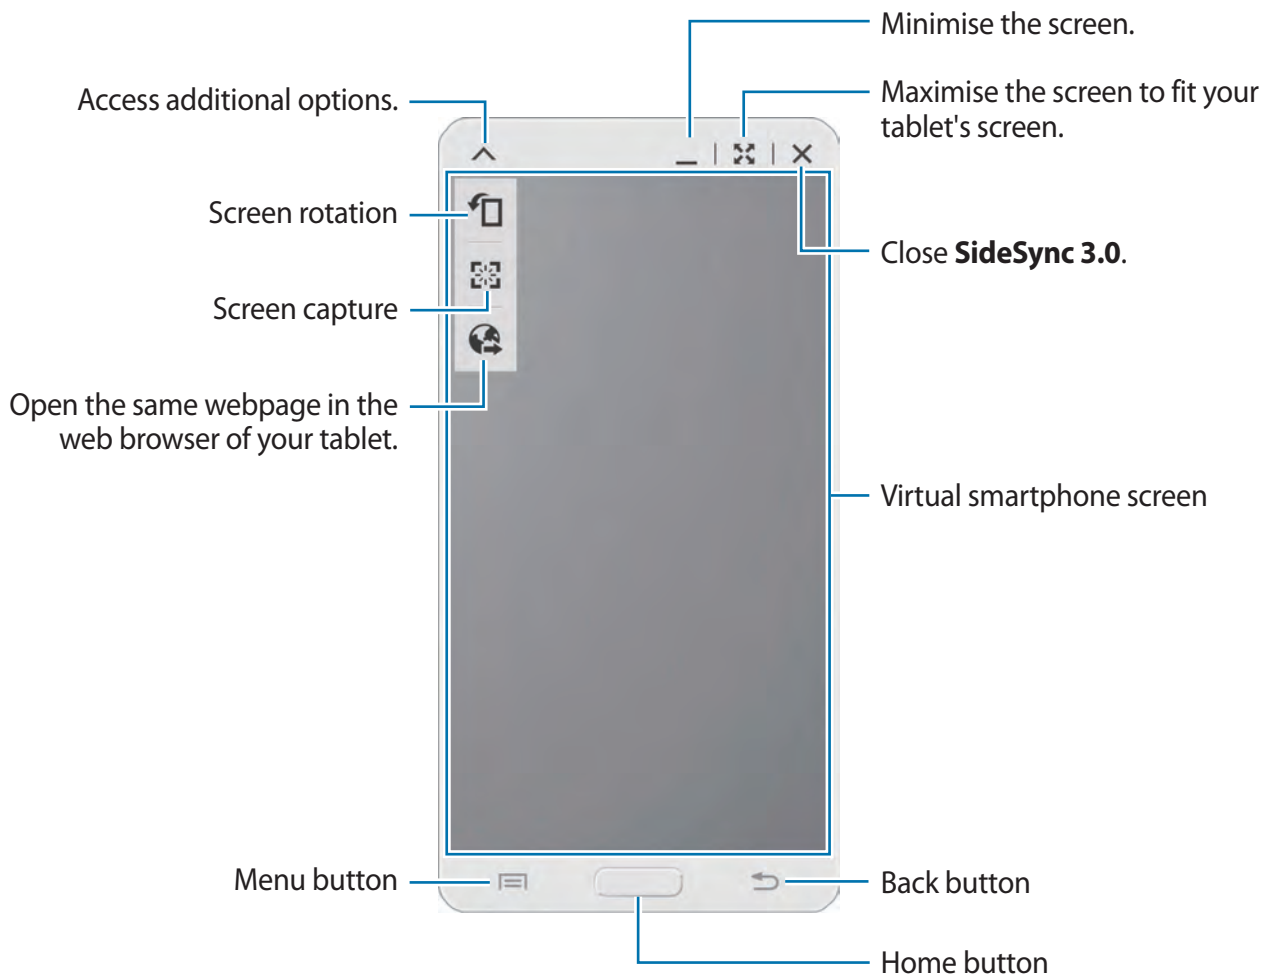 Minimise the screen.
Access additional options.
Maximise the screen to fit your
tablet's screen.
Screen rotation
Close SideSync 3.0.
Screen capture
Open the same webpage in the
web browser of your tablet.
Virtual smartphone screen
Menu button
Back button
Home button